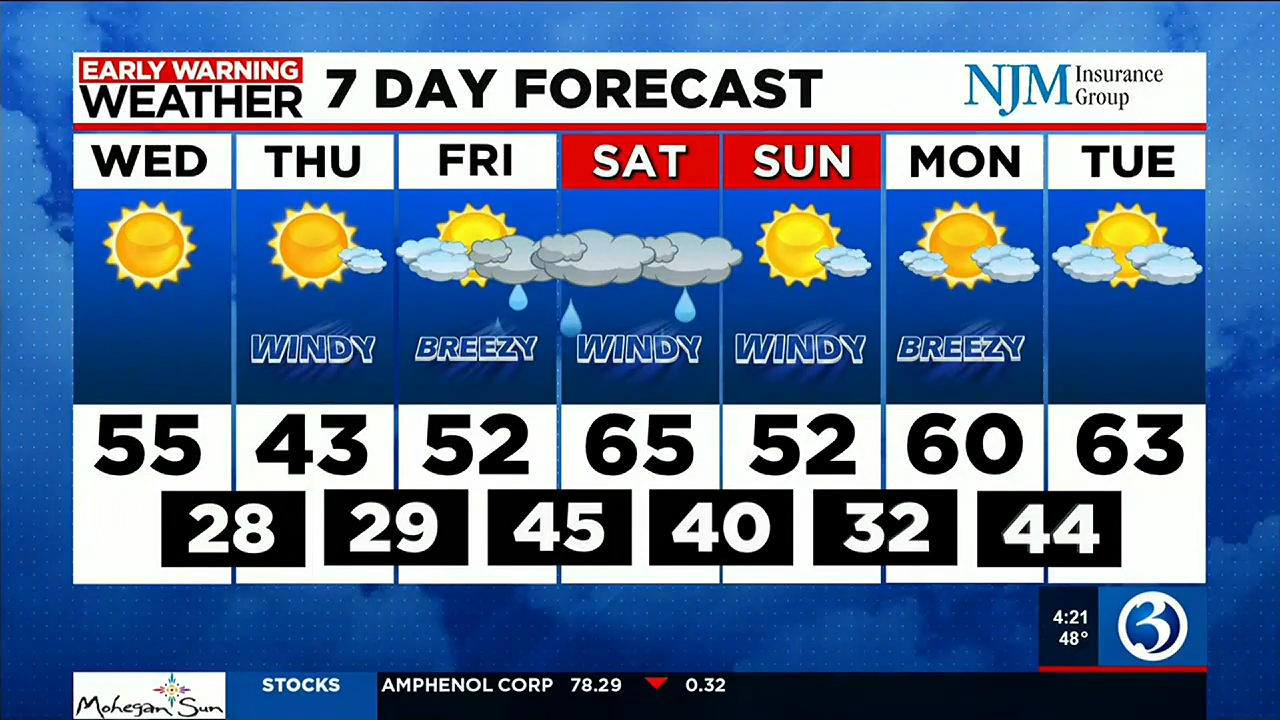 EARLY WARNING
WEATHER
7 DAY FORECAST
NJM Insurance
Group
WED THU FRI SAT SUN MON TUE
WINDY BREEZY WINDY WINDY BREEZY
55 43 52 65 52 60 63
28 29 45 40 32 44
4:21
48°
3
Mohegan Sun
STOCKS AMPHENOL CORP 78.29 0.32